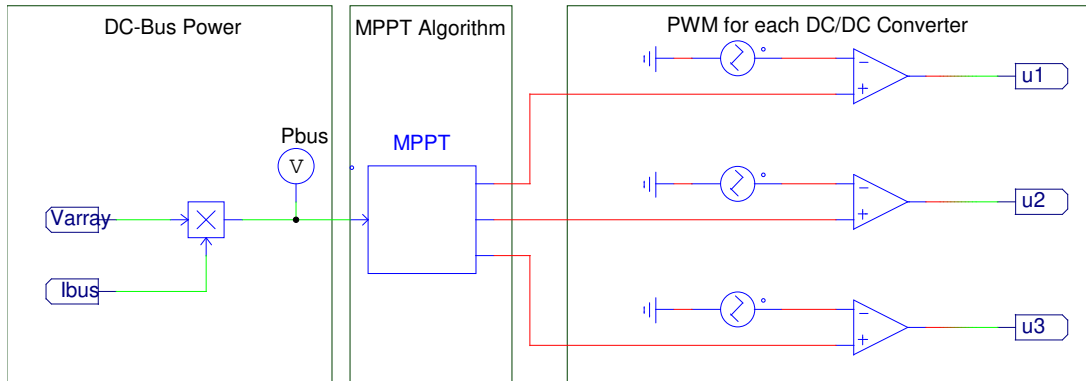 DC-Bus Power
MPPT Algorithm
PWM for each DC/DC Converter
u1
Pbus
V
MPPT
Varray
Ibus
u2
u3